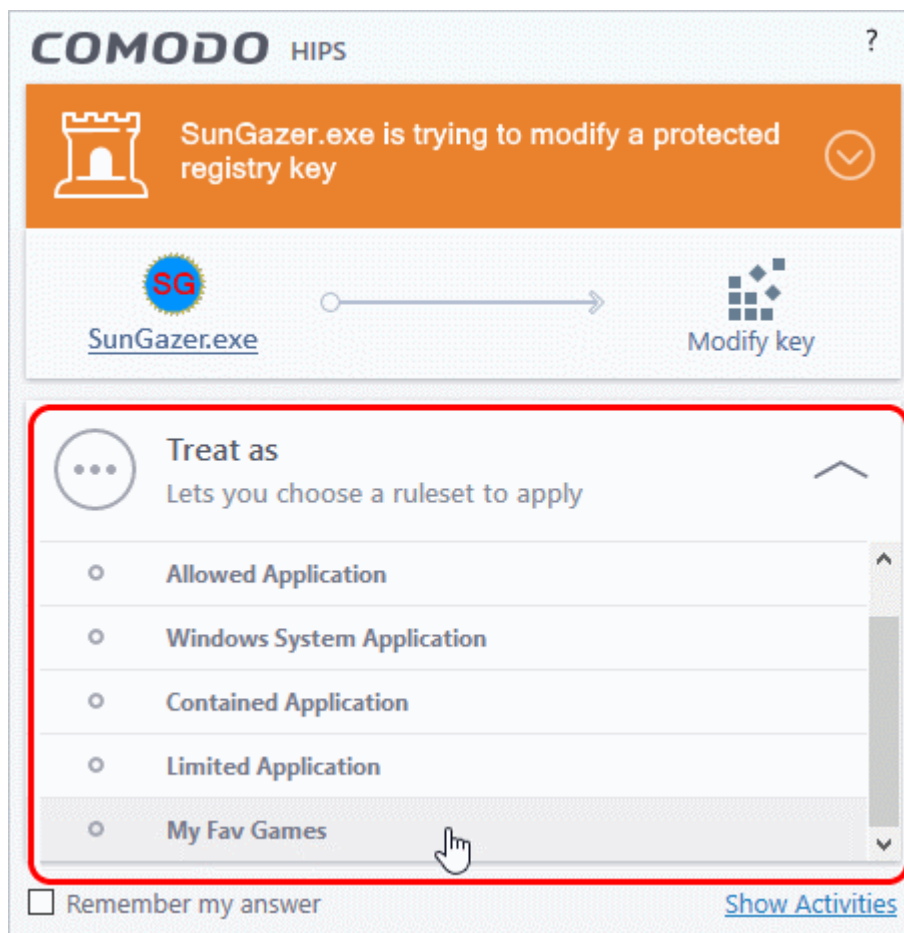 COMODO HIPS ?
SunGazer.exe is trying to modify a protected
registry key
SG
SunGazer.exe
Modify key
Treat as
Lets you choose a ruleset to apply
Allowed Application
Windows System Application
Contained Application
Limited Application
My Fav Games
Remember my answer
Show Activities